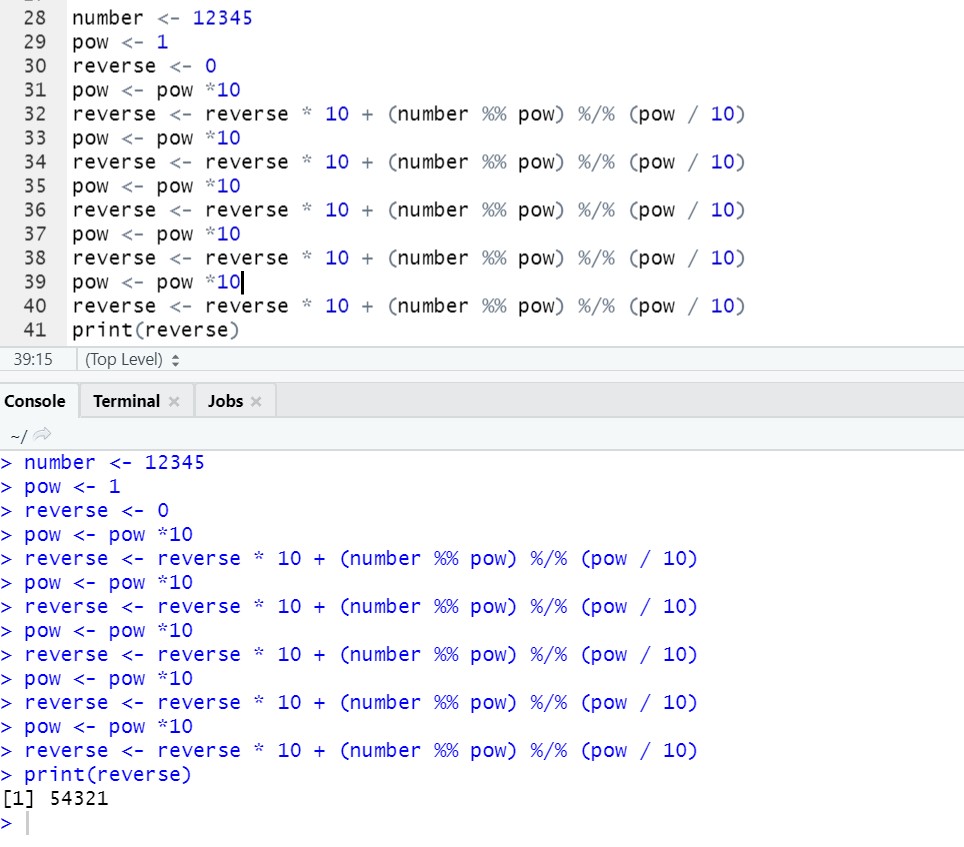 28 number <- 12345
29 pow <- 1
30 reverse <- 0
31 pow <- pow *10
32 reverse <- reverse * 10 + (number %% pow) %/% (pow / 10)
33 pow <- pow *10
34 reverse <- reverse * 10 + (number %% pow) %/% (pow / 10)
35 pow <- pow *10
36 reverse <- reverse * 10 + (number %% pow) %/% (pow / 10)
37 pow <- pow *10
38 reverse <- reverse * 10 + (number %% pow) %/% (pow / 10)
39 pow <- pow *10
40 reverse <- reverse * 10 + (number %% pow) %/% (pow / 10)
41 print(reverse)
39:15 (Top Level)
Console Terminal Jobs
~/
> number <- 12345
> pow <- 1
> reverse <- 0
> pow <- pow *10
> reverse <- reverse * 10 + (number %% pow) %/% (pow / 10)
> pow <- pow *10
> reverse <- reverse * 10 + (number %% pow) %/% (pow / 10)
> pow <- pow *10
> reverse <- reverse * 10 + (number %% pow) %/% (pow / 10)
> pow <- pow *10
> reverse <- reverse * 10 + (number %% pow) %/% (pow / 10)
> pow <- pow *10
> reverse <- reverse * 10 + (number %% pow) %/% (pow / 10)
> print(reverse)
[1] 54321
>